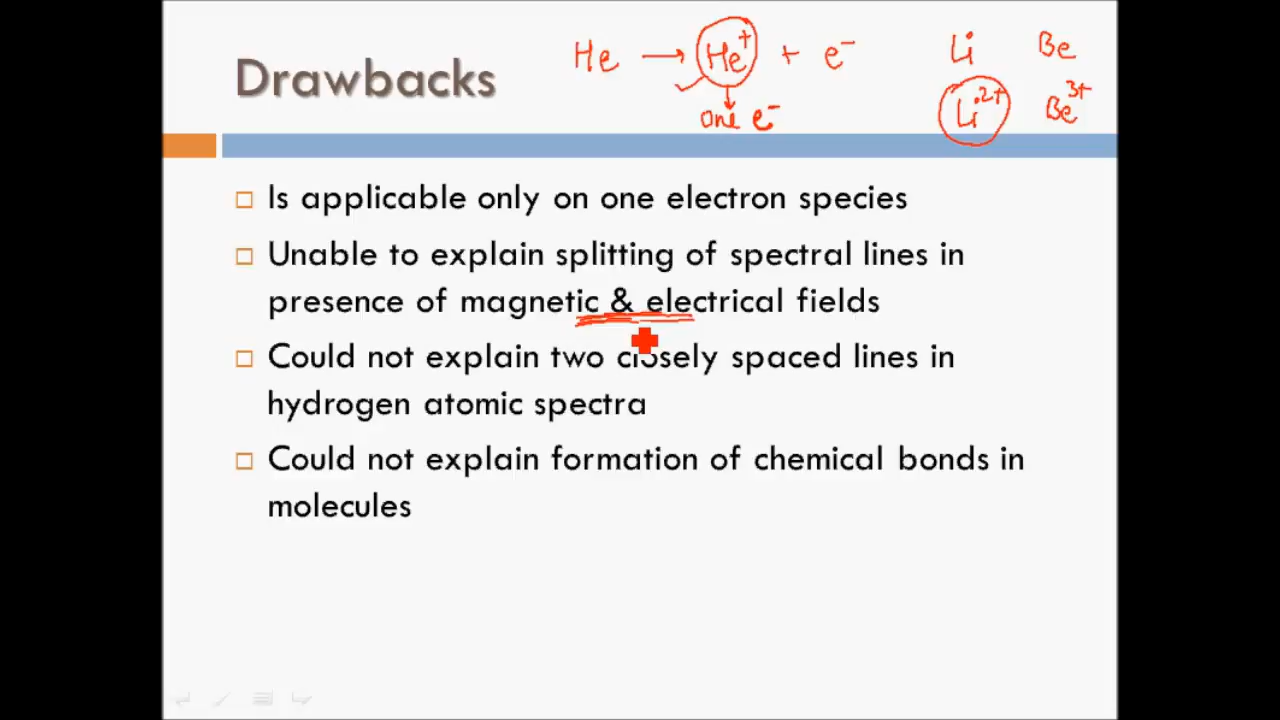 He → He⁺ + e⁻ Li Be
one e⁻ Li²⁺ Be³⁺
Drawbacks
Is applicable only on one electron species
Unable to explain splitting of spectral lines in
presence of magnetic & electrical fields
Could not explain two closely spaced lines in
hydrogen atomic spectra
Could not explain formation of chemical bonds in
molecules